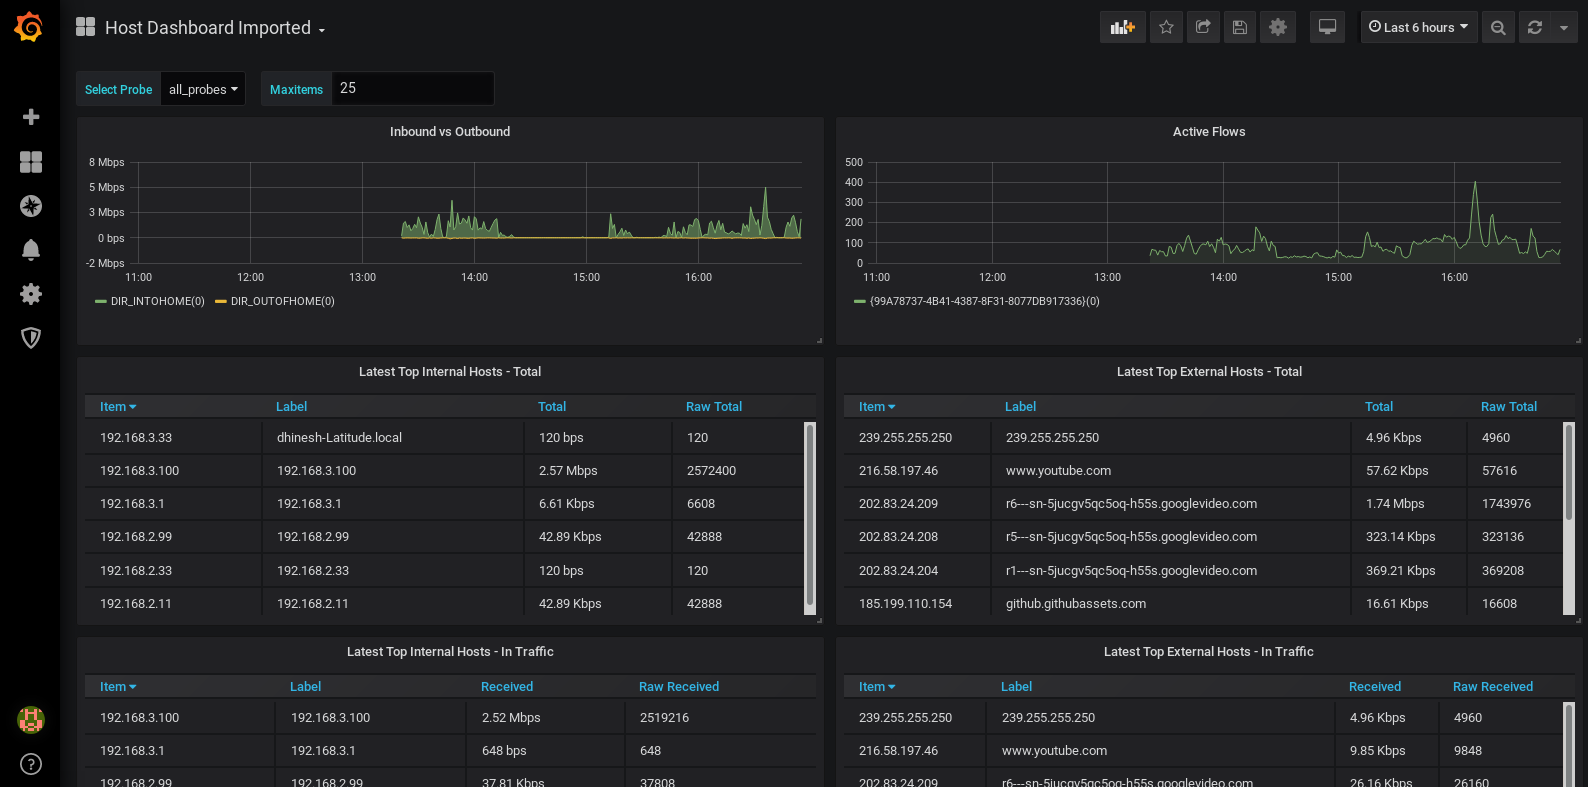 Host Dashboard Imported
Last 6 hours
Select Probe all_probes Maxitems 25
Inbound vs Outbound
8 Mbps
5 Mbps
3 Mbps
0 bps
-2 Mbps
11:00 12:00 13:00 14:00 15:00 16:00
DIR_INTOHOME(0) DIR_OUTOFHOME(0)
Active Flows
500
400
300
200
100
0
11:00 12:00 13:00 14:00 15:00 16:00
{99A78737-4B41-4387-8F31-8077DB917336}(0)
Latest Top Internal Hosts - Total
Item Label Total Raw Total
192.168.3.33 dhinesh-Latitude.local 120 bps 120
192.168.3.100 192.168.3.100 2.57 Mbps 2572400
192.168.3.1 192.168.3.1 6.61 Kbps 6608
192.168.2.99 192.168.2.99 42.89 Kbps 42888
192.168.2.33 192.168.2.33 120 bps 120
192.168.2.11 192.168.2.11 42.89 Kbps 42888
Latest Top External Hosts - Total
Item Label Total Raw Total
239.255.255.250 239.255.255.250 4.96 Kbps 4960
216.58.197.46 www.youtube.com 57.62 Kbps 57616
202.83.24.209 r6---sn-5jucgv5qc5oq-h55s.googlevideo.com 1.74 Mbps 1743976
202.83.24.208 r5---sn-5jucgv5qc5oq-h55s.googlevideo.com 323.14 Kbps 323136
202.83.24.204 r1---sn-5jucgv5qc5oq-h55s.googlevideo.com 369.21 Kbps 369208
185.199.110.154 github.githubassets.com 16.61 Kbps 16608
Latest Top Internal Hosts - In Traffic
Item Label Received Raw Received
192.168.3.100 192.168.3.100 2.52 Mbps 2519216
192.168.3.1 192.168.3.1 648 bps 648
192.168.2.99 192.168.2.99 37.81 Kbps 37808
Latest Top External Hosts - In Traffic
Item Label Received Raw Received
239.255.255.250 239.255.255.250 4.96 Kbps 4960
216.58.197.46 www.youtube.com 9.85 Kbps 9848
202.83.24.209 r6---sn-5jucgv5qc5oq-h55s.googlevideo.com 26.16 Kbps 26160